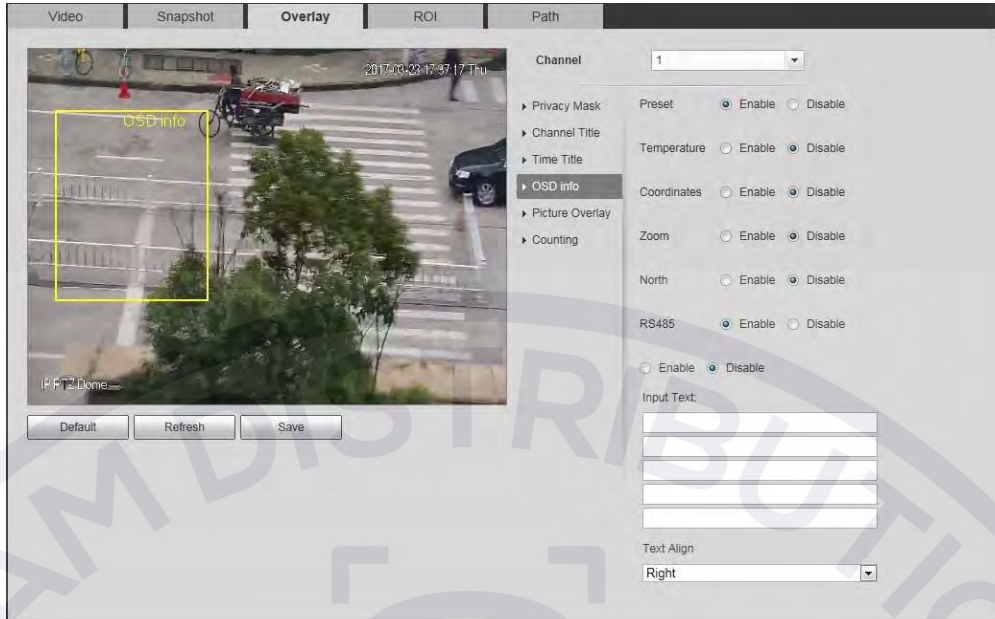 Video Snapshot Overlay ROI Path
2017-03-23 17:37:17 Thu
OSD info
IP PTZ Dome
Default Refresh Save
Channel 1
Privacy Mask
Channel Title
Time Title
OSD info
Picture Overlay
Counting
Preset Enable Disable
Temperature Enable Disable
Coordinates Enable Disable
Zoom Enable Disable
North Enable Disable
RS485 Enable Disable
Enable Disable
Input Text:
Text Align
Right
AM DISTRIBUTIO